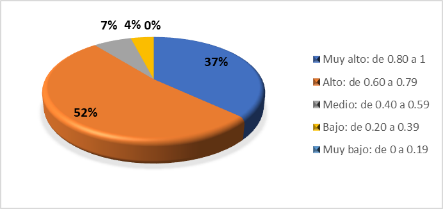 7%
4%
0%
37%
52%
Muy alto: de 0.80 a 1
Alto: de 0.60 a 0.79
Medio: de 0.40 a 0.59
Bajo: de 0.20 a 0.39
Muy bajo: de 0 a 0.19